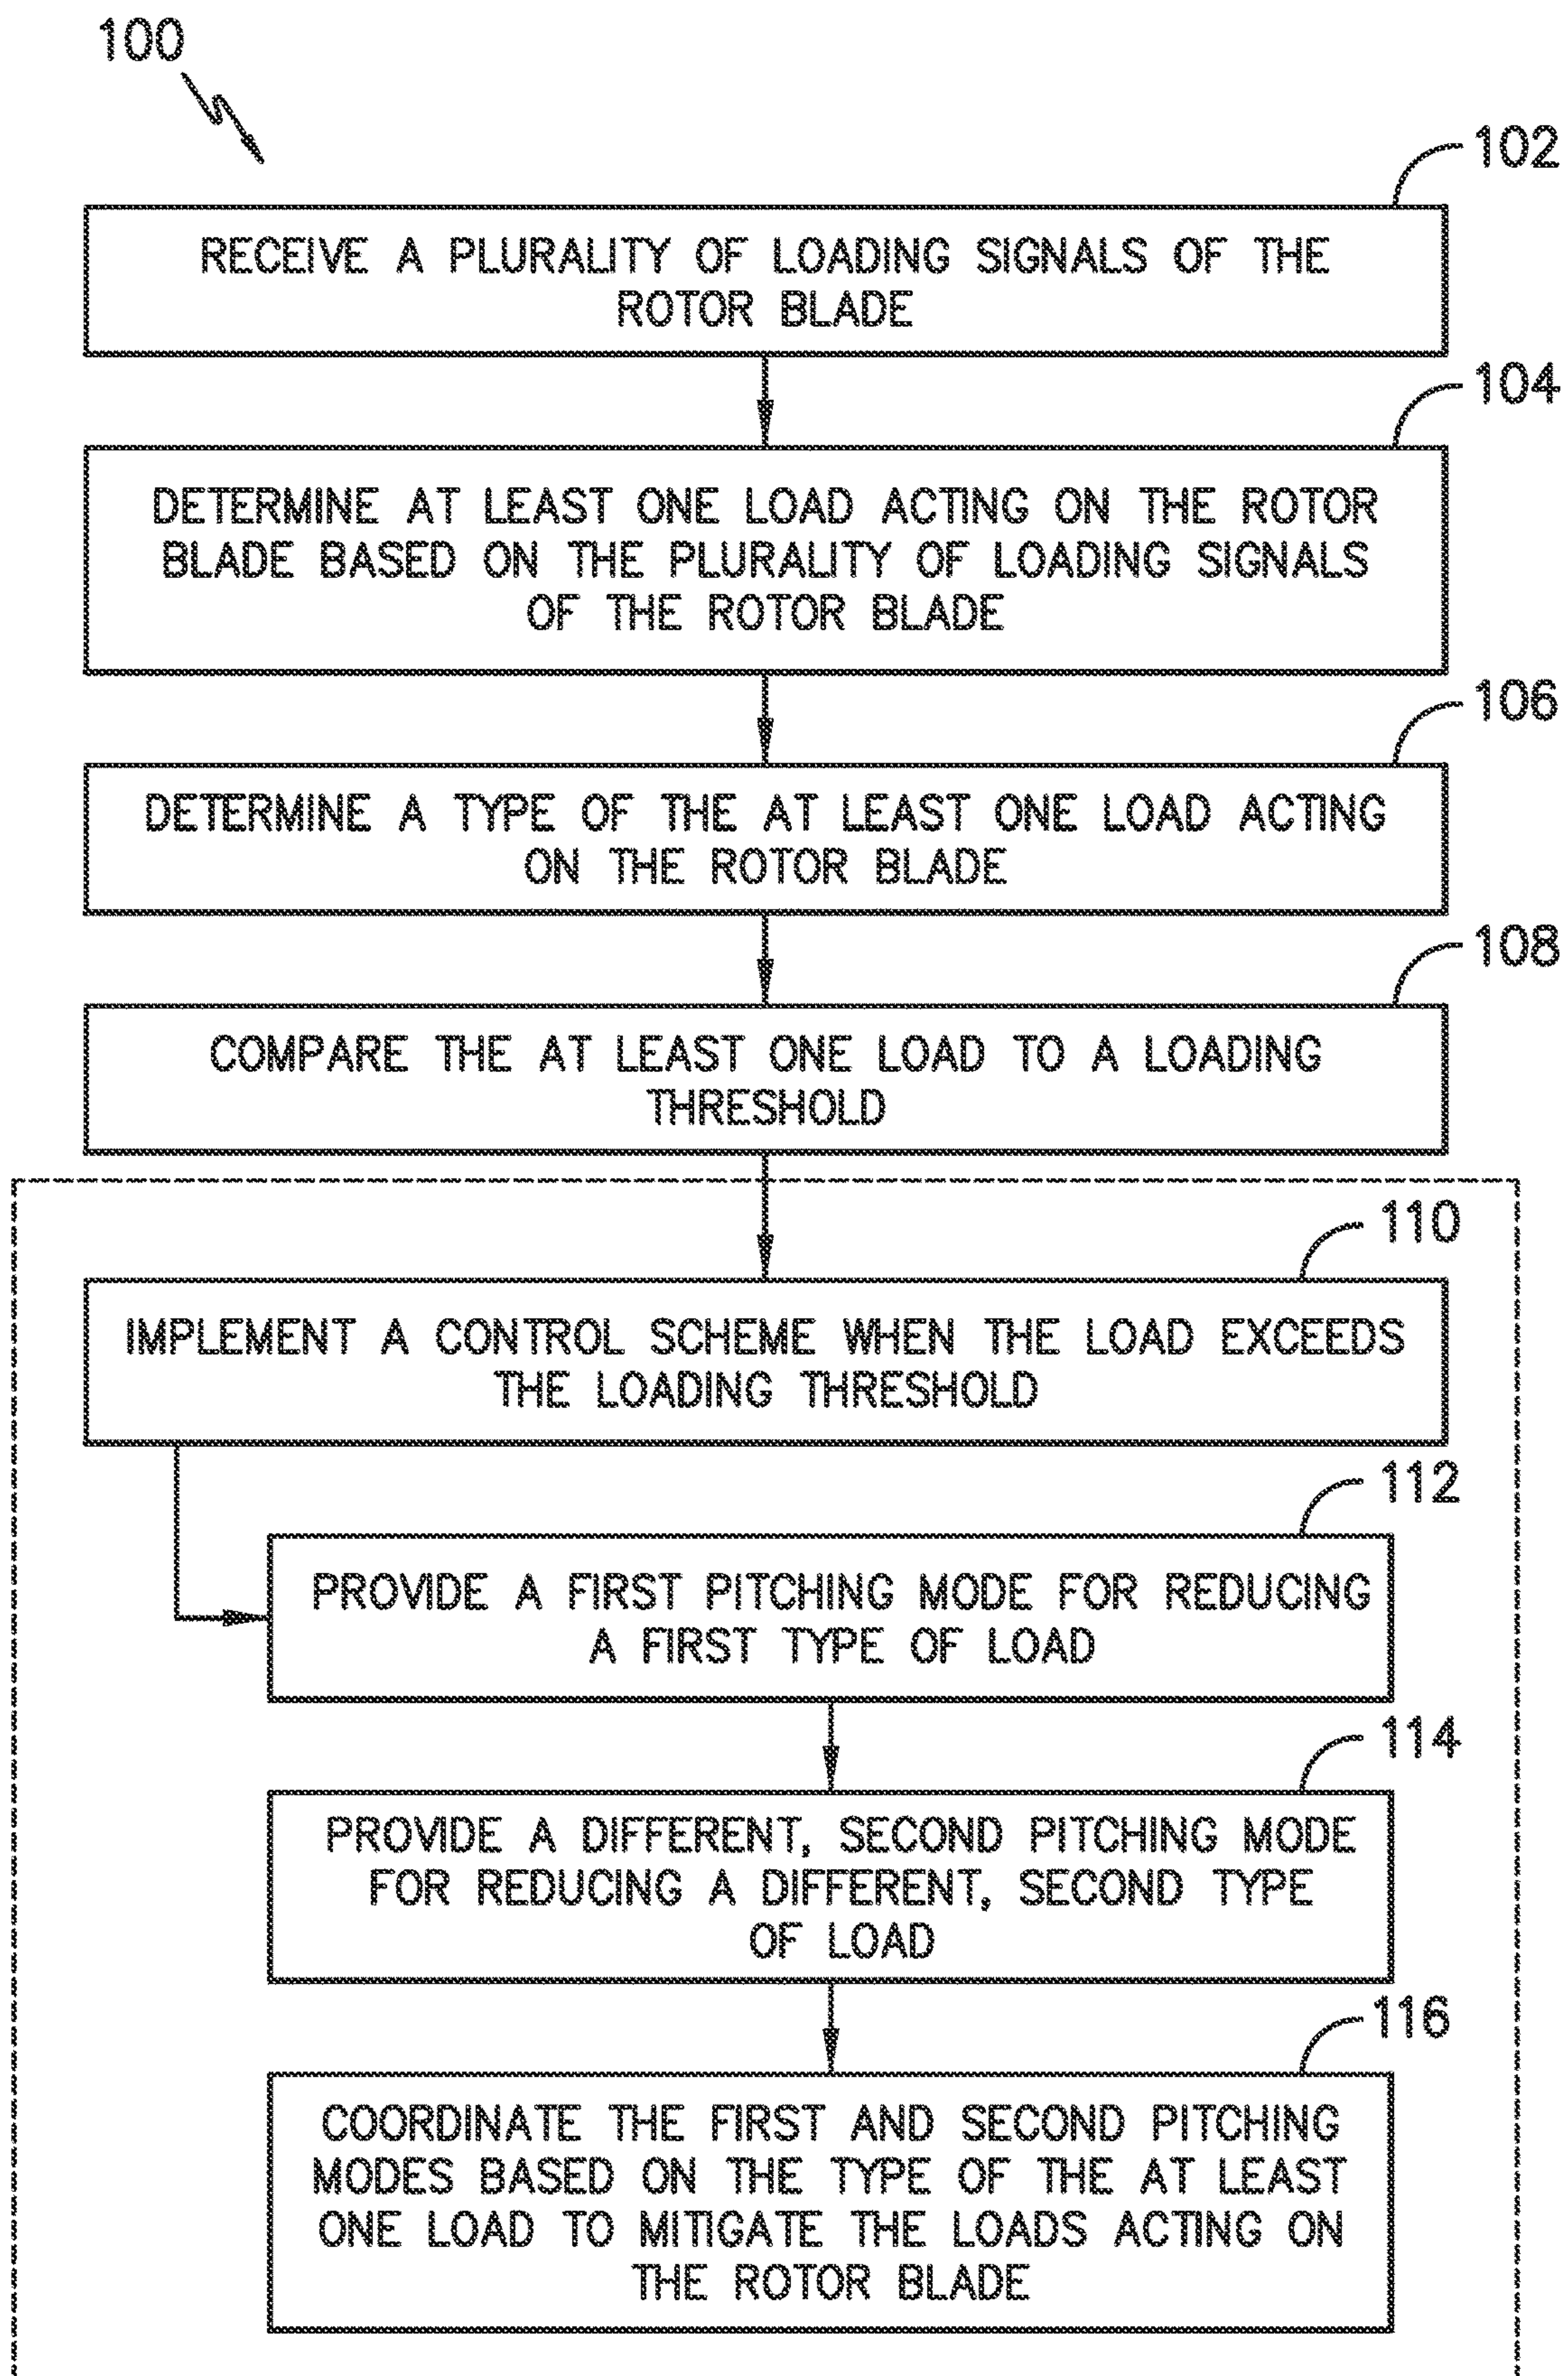 100
102
RECEIVE A PLURALITY OF LOADING SIGNALS OF THE
ROTOR BLADE
104
DETERMINE AT LEAST ONE LOAD ACTING ON THE ROTOR
BLADE BASED ON THE PLURALITY OF LOADING SIGNALS
OF THE ROTOR BLADE
106
DETERMINE A TYPE OF THE AT LEAST ONE LOAD ACTING
ON THE ROTOR BLADE
108
COMPARE THE AT LEAST ONE LOAD TO A LOADING
THRESHOLD
110
IMPLEMENT A CONTROL SCHEME WHEN THE LOAD EXCEEDS
THE LOADING THRESHOLD
112
PROVIDE A FIRST PITCHING MODE FOR REDUCING
A FIRST TYPE OF LOAD
114
PROVIDE A DIFFERENT, SECOND PITCHING MODE
FOR REDUCING A DIFFERENT, SECOND TYPE
OF LOAD
116
COORDINATE THE FIRST AND SECOND PITCHING
MODES BASED ON THE TYPE OF THE AT LEAST
ONE LOAD TO MITIGATE THE LOADS ACTING ON
THE ROTOR BLADE